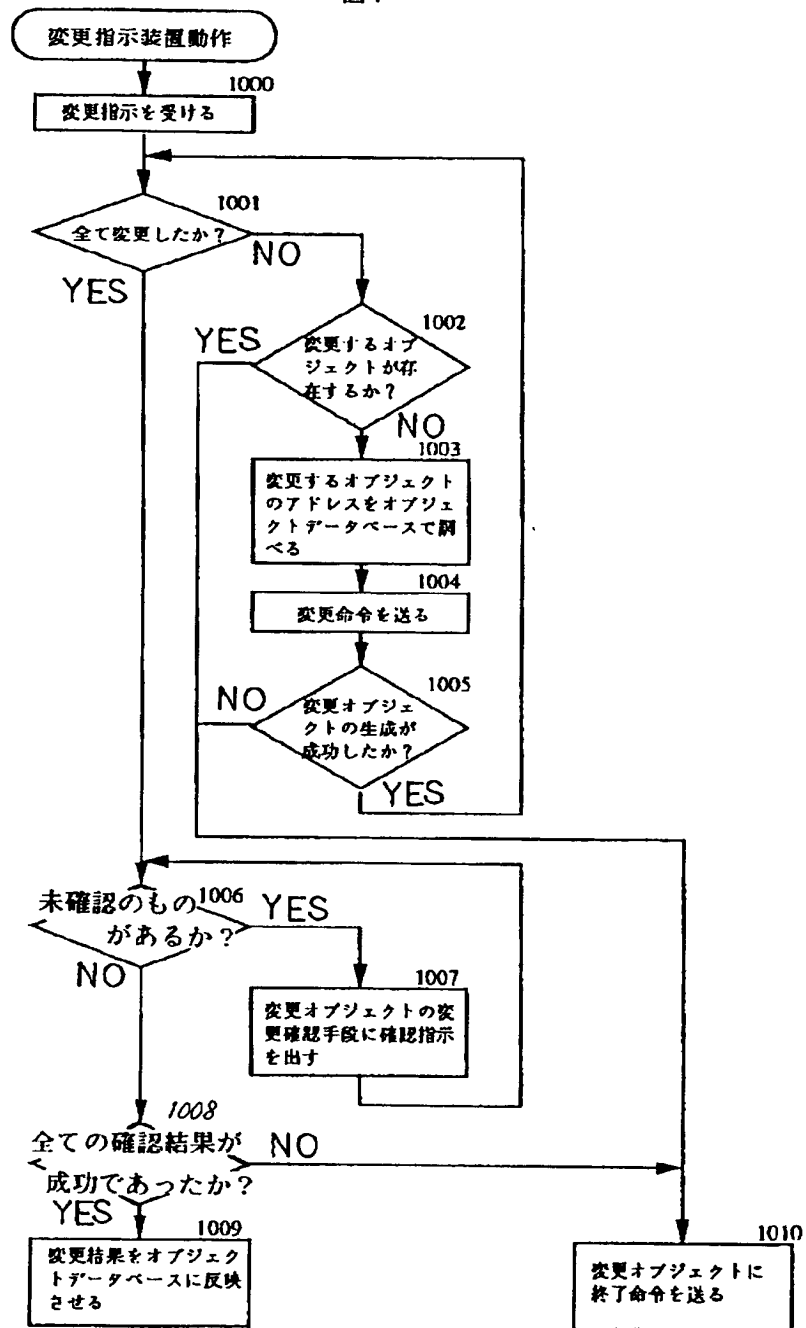 変更指示装置動作
1000
変更指示を受ける
1001
全て変更したか?
NO
YES
1002
YES
変更するオブ
ジェクトが存
在するか?
NO
1003
変更するオブジェクト
のアドレスをオブジェ
クトデータベースで調
べる
1004
変更命令を送る
1005
NO
変更オブジェ
クトの生成が
成功したか?
YES
未確認のもの
1006
があるか?
YES
NO
1007
変更オブジェクトの変
更確認手段に確認指示
を出す
1008
全ての確認結果が
NO
成功であったか?
YES
1009
変更結果をオブジェク
トデータベースに反映
させる
1010
変更オブジェクトに
終了命令を送る